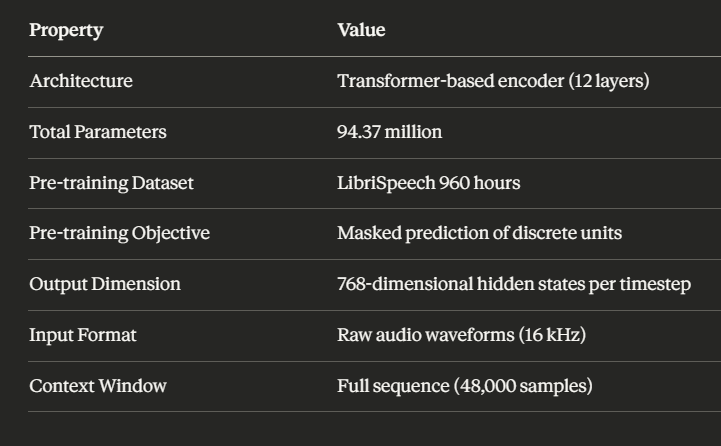 Property Value
Architecture Transformer-based encoder (12 layers)
Total Parameters 94.37 million
Pre-training Dataset LibriSpeech 960 hours
Pre-training Objective Masked prediction of discrete units
Output Dimension 768-dimensional hidden states per timestep
Input Format Raw audio waveforms (16 kHz)
Context Window Full sequence (48,000 samples)